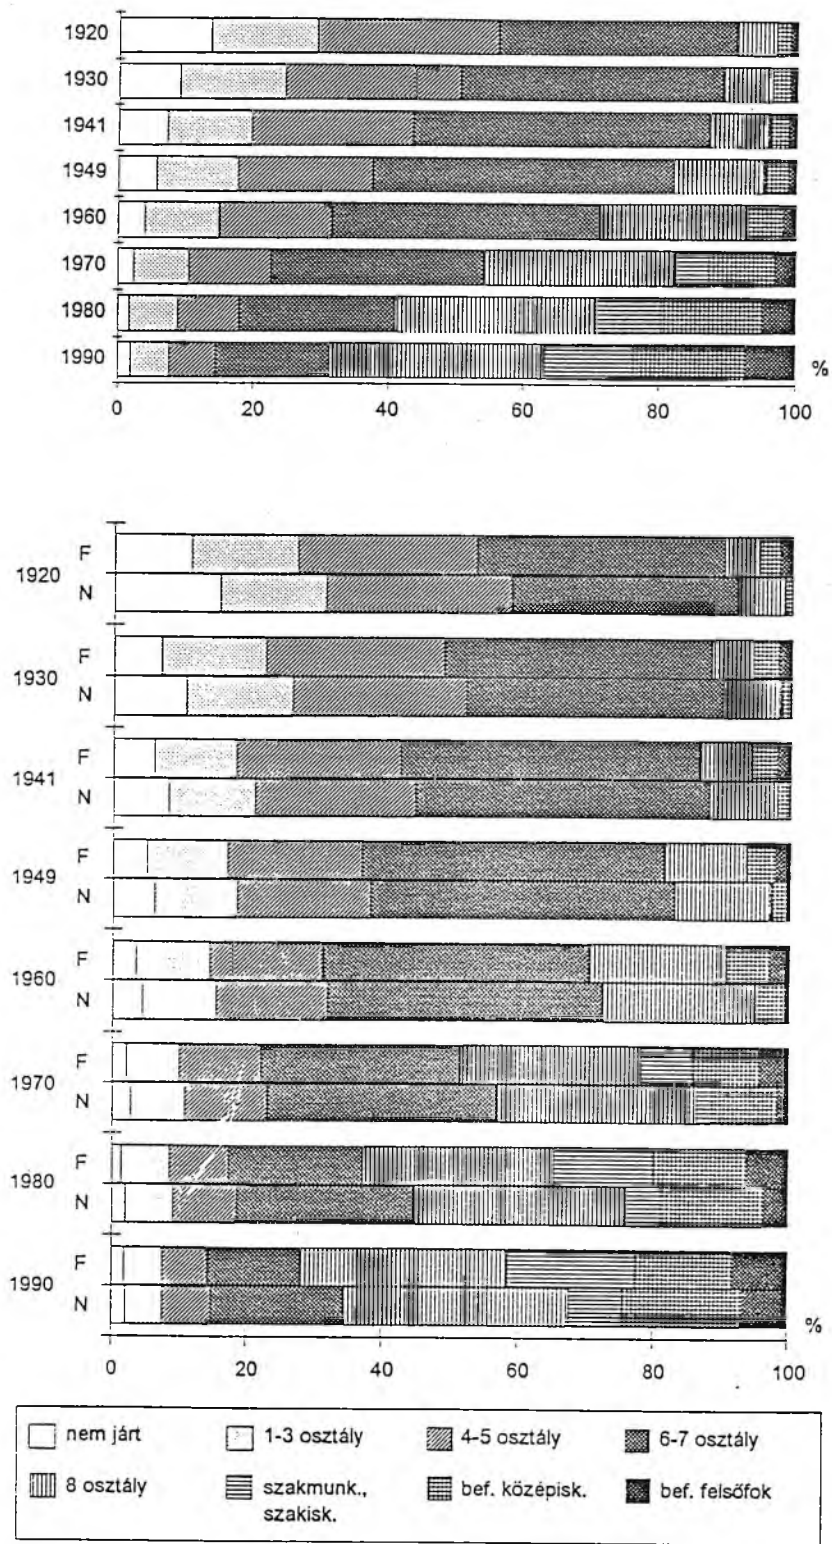 1920
1930
1941
1949
1960
1970
1980
1990
%
0 20 40 60 80 100
F
1920
N
F
1930
N
F
1941
N
F
1949
N
F
1960
N
F
1970
N
F
1980
N
F
1990
N
%
0 20 40 60 80 100
nem járt 1-3 osztály 4-5 osztály 6-7 osztály
8 osztály szakmunk., bef. középisk. bef. felsőfok
szakisk.